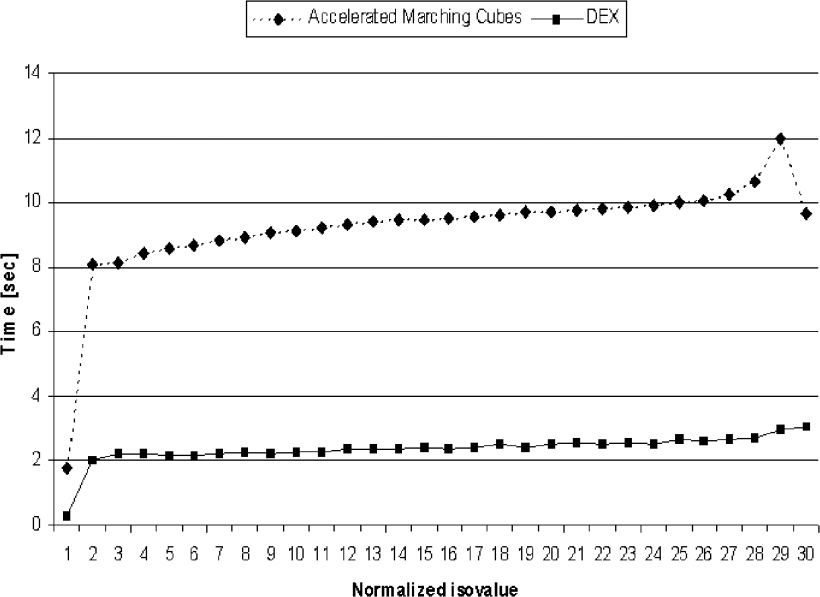 Accelerated Marching Cubes DEX
14
12
10
8
6
4
2
0
Time [sec]
1 2 3 4 5 6 7 8 9 10 11 12 13 14 15 16 17 18 19 20 21 22 23 24 25 26 27 28 29 30
Normalized isovalue